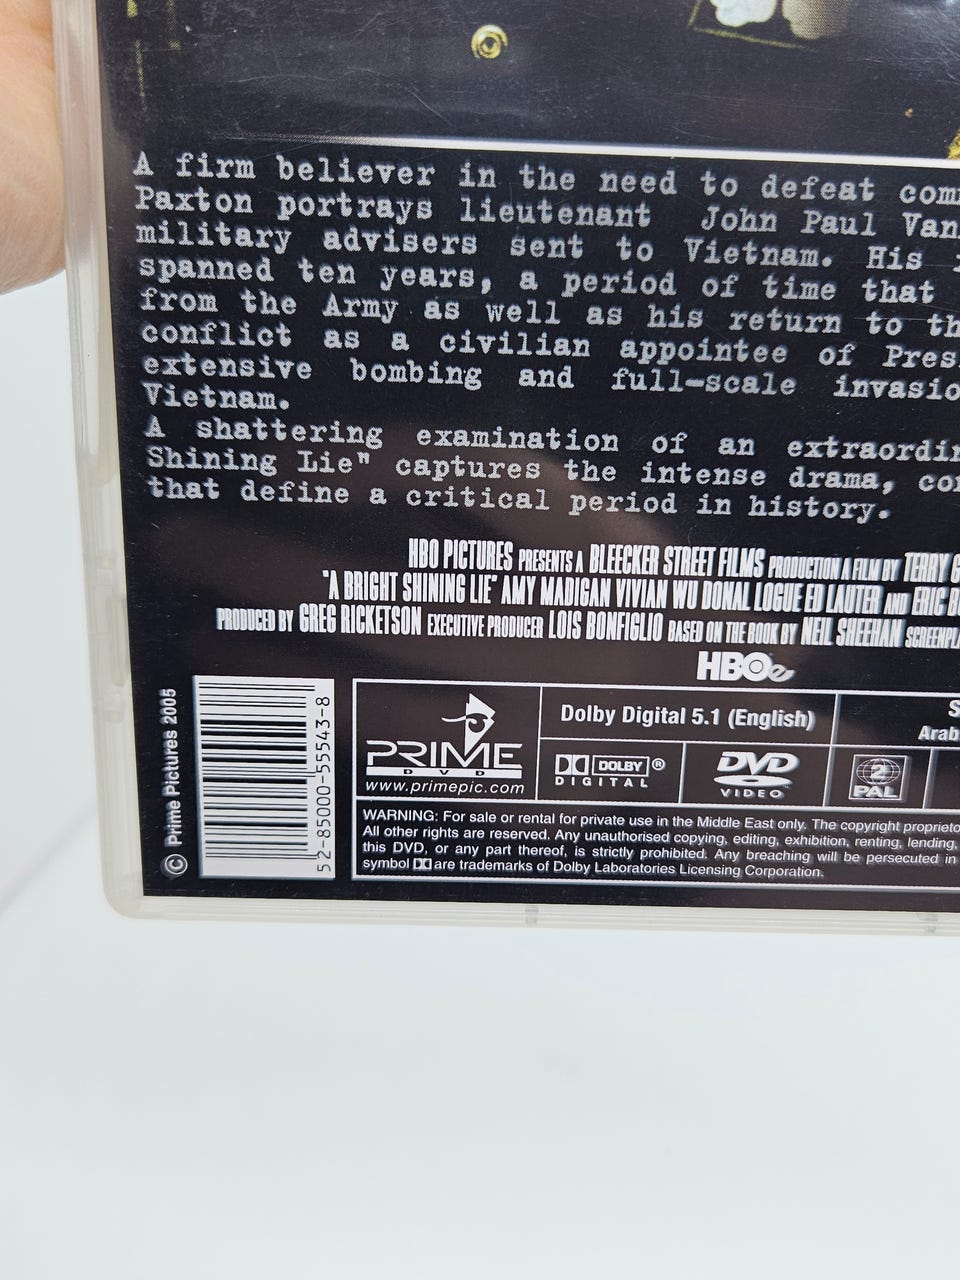 A firm believer in the need to defeat
Paxton portrays lieutenant John Paul
military advisers sent to Vietnam. His
spanned ten years, a period of time that
from the Army as well as his return to
conflict as a civilian appointee of
extensive bombing and full-scale
Vietnam.
A shattering examination of an
Shining Lie" captures the intense drama,
that define a critical period in history.
HBO PICTURES PRESENTS A BLEECKER STREET FILMS PRODUCTION A FILM BY TERRY
"A BRIGHT SHINING LIE" AMY MADIGAN VIVIAN WU DONAL LOGUE ED LAUTER AND ERIC
PRODUCED BY GREG RICKETSON EXECUTIVE PRODUCER LOIS BONFIGLIO BASED ON THE BOOK BY NEIL SHEEHAN
HBO
© Prime Pictures 2005
52-85000-55543-8
PRIME
DVD
www.primepic.com
Dolby Digital 5.1 (English)
DOLBY ®
DIGITAL
DVD
VIDEO
2
PAL
WARNING: For sale or rental for private use in the Middle East only. The copyright
All other rights are reserved. Any unauthorised copying, editing, exhibition, renting, lending,
this DVD, or any part thereof, is strictly prohibited. Any breaching will be persecuted in
symbol are trademarks of Dolby Laboratories Licensing Corporation.